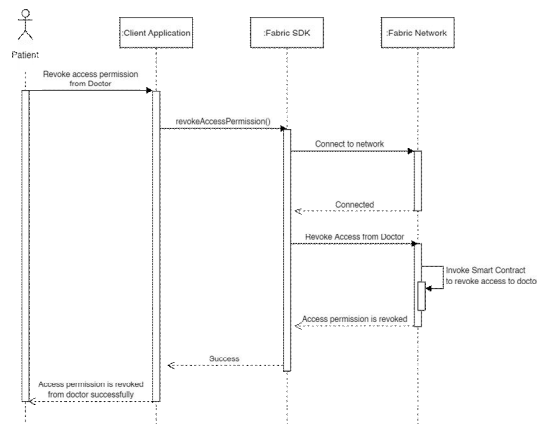 :Client Application
:Fabric SDK
:Fabric Network
Patient
Revoke access permission
from Doctor
revokeAccessPermission()
Connect to network
Connected
Revoke Access from Doctor
Invoke Smart Contract
to revoke access to docto
Access permission is revoked
Success
Access permission is revoked
from doctor successfully